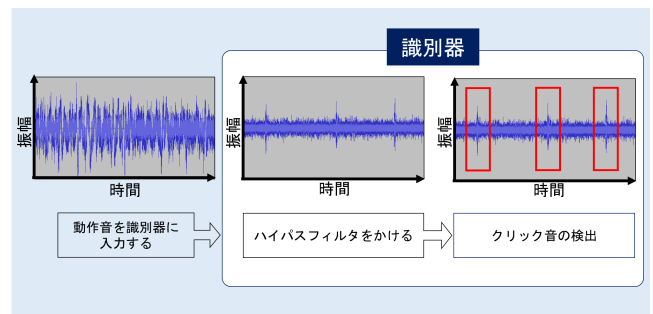 識別器
振幅
時間
振幅
時間
振幅
時間
動作音を識別器に
入力する
ハイパスフィルタをかける
クリック音の検出